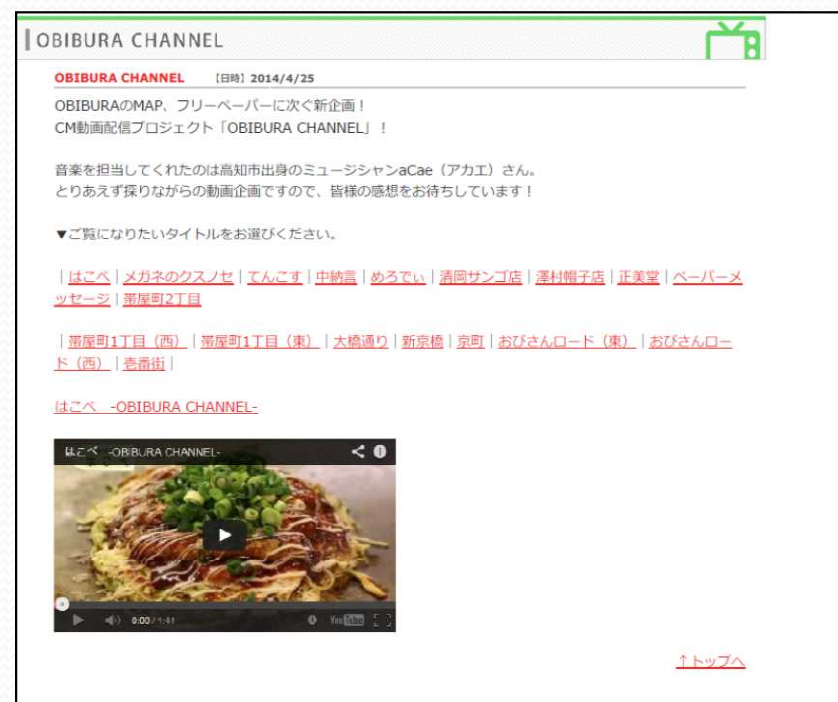 OBIBURA CHANNEL
OBIBURA CHANNEL 【日時】2014/4/25
OBIBURAのMAP、フリーペーパーに次ぐ新企画！
CM動画配信プロジェクト「OBIBURA CHANNEL」！
音楽を担当してくれたのは高知市出身のミュージシャンaCae（アカエ）さん。
とりあえず探りながらの動画企画ですので、皆様の感想をお待ちしています！
▼ご覧になりたいタイトルをお選びください。
｜はこべ｜メガネのクスノセ｜てんこす｜中納言｜めろでぃ｜清岡サンゴ店｜澤村帽子店｜正美堂｜ペーパーメ
ッセージ｜帯屋町2丁目
｜帯屋町1丁目（西）｜帯屋町1丁目（東）｜大橋通り｜新京橋｜京町｜おびさんロード（東）｜おびさんロー
ド（西）｜壱番街｜
はこべ -OBIBURA CHANNEL-
はこべ -OBIBURA CHANNEL-
0:00 / 1:41
YouTube
↑トップへ